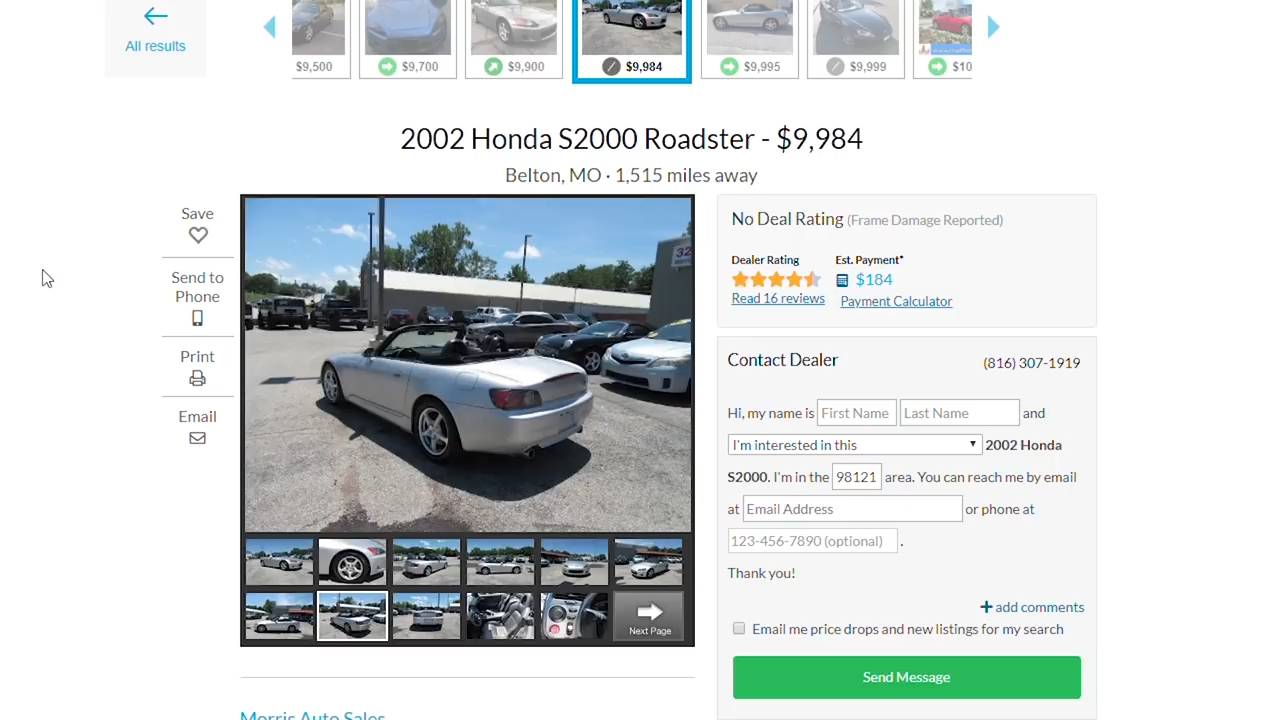 All results
$9,500
$9,700
$9,900
$9,984
$9,995
$9,999
$10
2002 Honda S2000 Roadster - $9,984
Belton, MO · 1,515 miles away
Save
Send to
Phone
Print
Email
32
Next Page
No Deal Rating (Frame Damage Reported)
Dealer Rating
Est. Payment*
$184
Read 16 reviews
Payment Calculator
Contact Dealer
(816) 307-1919
Hi, my name is First Name Last Name and
I'm interested in this 2002 Honda
S2000. I'm in the 98121 area. You can reach me by email
at Email Address or phone at
123-456-7890 (optional) .
Thank you!
+ add comments
Email me price drops and new listings for my search
Send Message
Morris Auto Sales